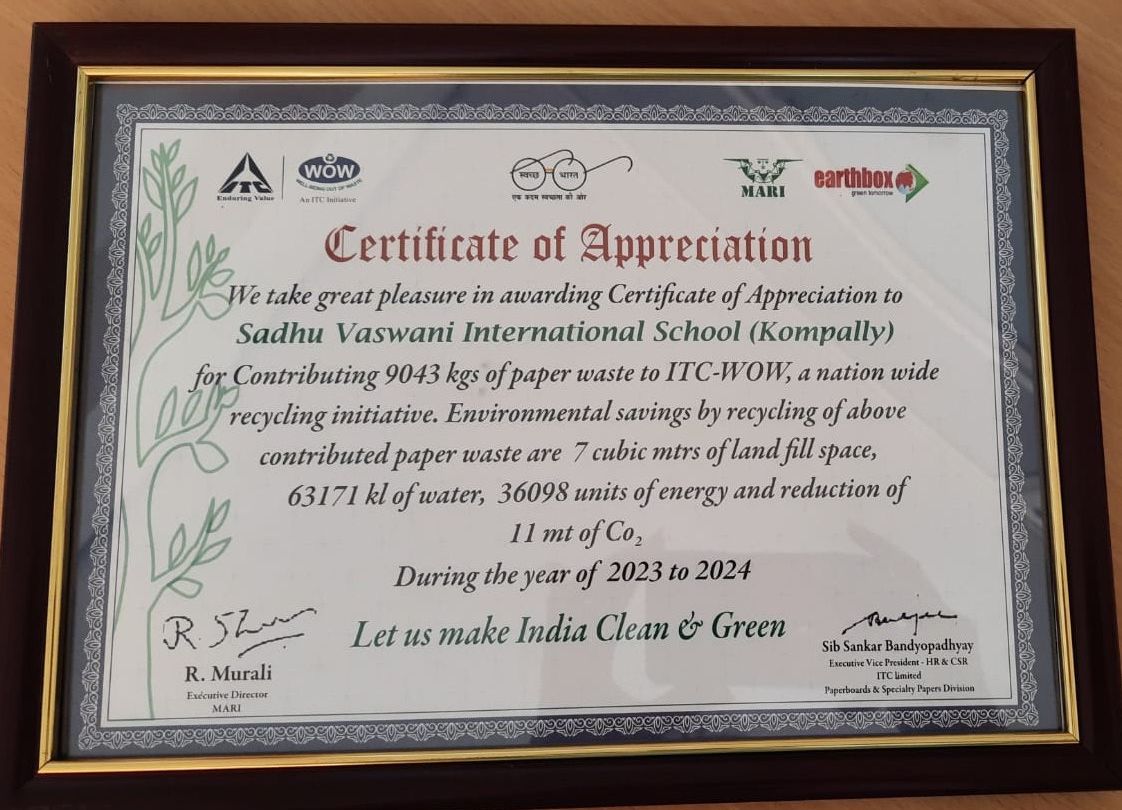 ITC
Enduring Value
WOW
WELL-BEING OUT OF WASTE
An ITC Initiative
स्वच्छ भारत
एक कदम स्वच्छता की ओर
MARI
earthbox
green tomorrow
Certificate of Appreciation
We take great pleasure in awarding Certificate of Appreciation to
Sadhu Vaswani International School (Kompally)
for Contributing 9043 kgs of paper waste to ITC-WOW, a nation wide
recycling initiative. Environmental savings by recycling of above
contributed paper waste are 7 cubic mtrs of land fill space,
63171 kl of water, 36098 units of energy and reduction of
11 mt of Co₂
During the year of 2023 to 2024
Let us make India Clean & Green
R. Murali
Executive Director
MARI
Sib Sankar Bandyopadhyay
Executive Vice President - HR & CSR
ITC limited
Paperboards & Specialty Papers Division